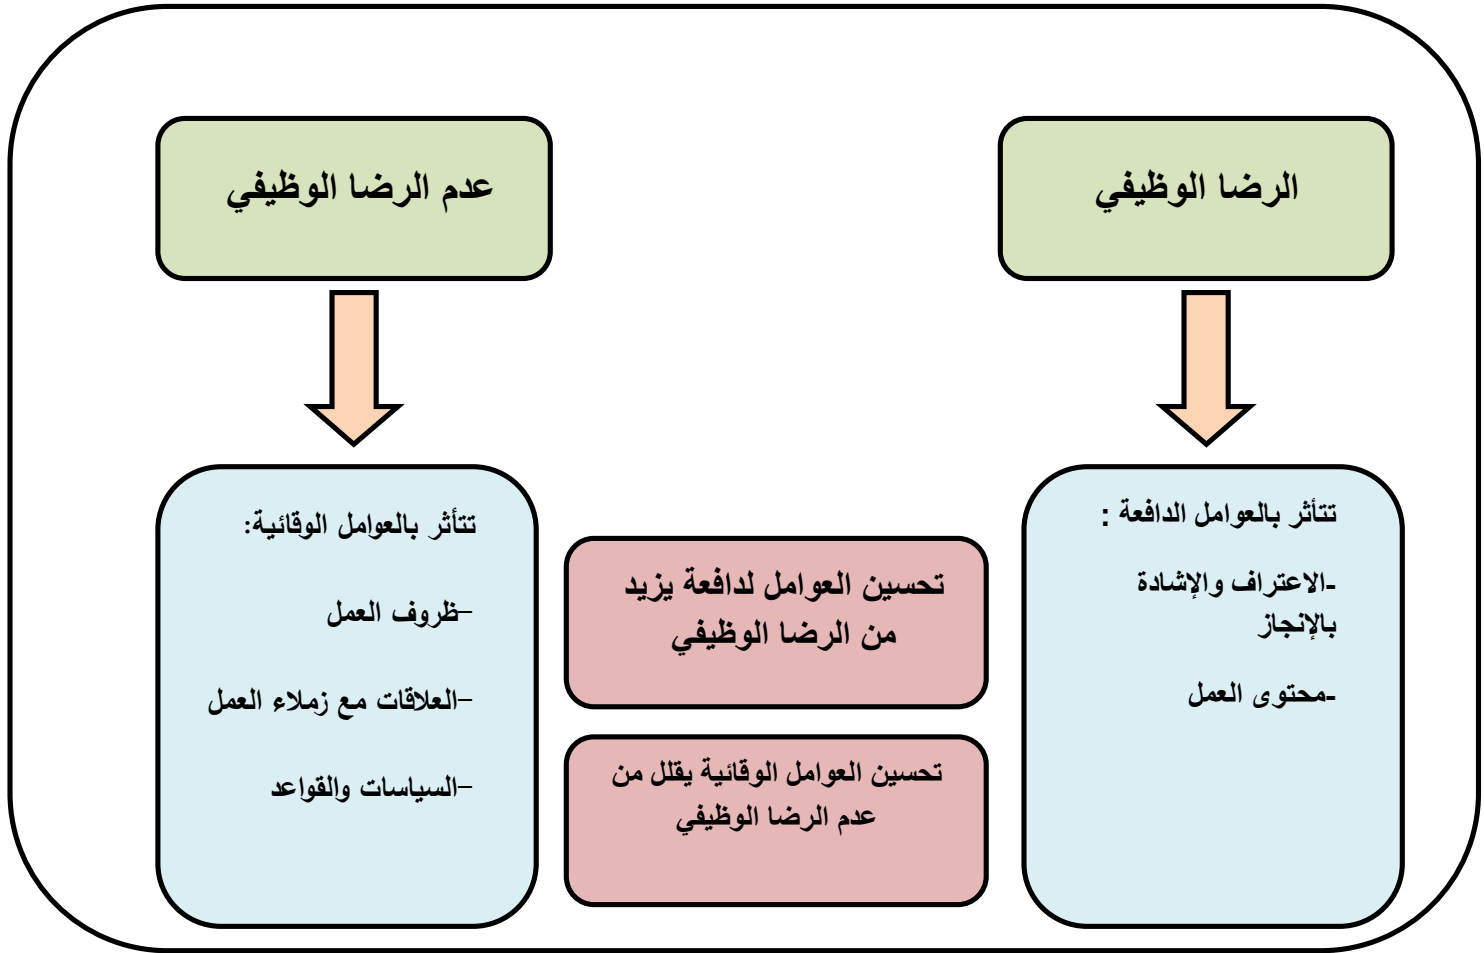 الرضا الوظيفي
عدم الرضا الوظيفي
تتأثر بالعوامل الدافعة :
-الاعتراف والإشادة
بالإنجاز
-محتوى العمل
تحسين العوامل لدافعة يزيد
من الرضا الوظيفي
تحسين العوامل الوقائية يقلل من
عدم الرضا الوظيفي
تتأثر بالعوامل الوقائية:
–ظروف العمل
–العلاقات مع زملاء العمل
–السياسات والقواعد